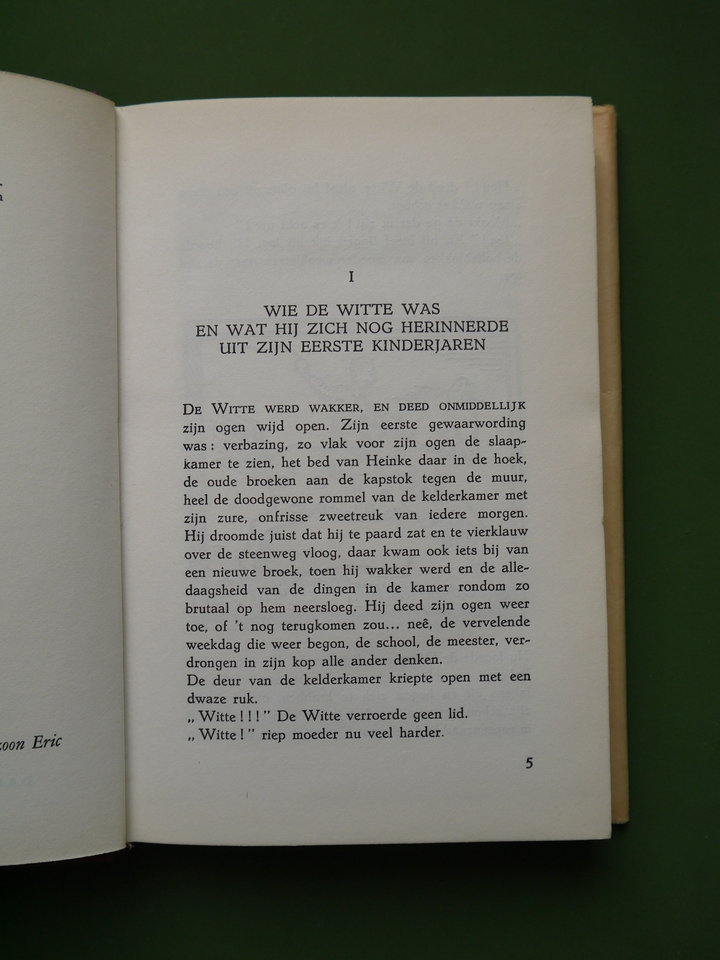 zoon Eric
I
WIE DE WITTE WAS
EN WAT HIJ ZICH NOG HERINNERDE
UIT ZIJN EERSTE KINDERJAREN
DE WITTE WERD WAKKER, EN DEED ONMIDDELLIJK
zijn ogen wijd open. Zijn eerste gewaarwording
was: verbazing, zo vlak voor zijn ogen de slaap-
kamer te zien, het bed van Heinke daar in de hoek,
de oude broeken aan de kapstok tegen de muur,
heel de doodgewone rommel van de kelderkamer met
zijn zure, onfrisse zweetreuk van iedere morgen.
Hij droomde juist dat hij te paard zat en te vierklauw
over de steenweg vloog, daar kwam ook iets bij van
een nieuwe broek, toen hij wakker werd en de alle-
daagsheid van de dingen in de kamer rondom zo
brutaal op hem neersloeg. Hij deed zijn ogen weer
toe, of 't nog terugkomen zou... neê, de vervelende
weekdag die weer begon, de school, de meester, ver-
drongen in zijn kop alle ander denken.
De deur van de kelderkamer kriepte open met een
dwaze ruk.
„Witte!!!" De Witte verroerde geen lid.
„Witte!" riep moeder nu veel harder.
5